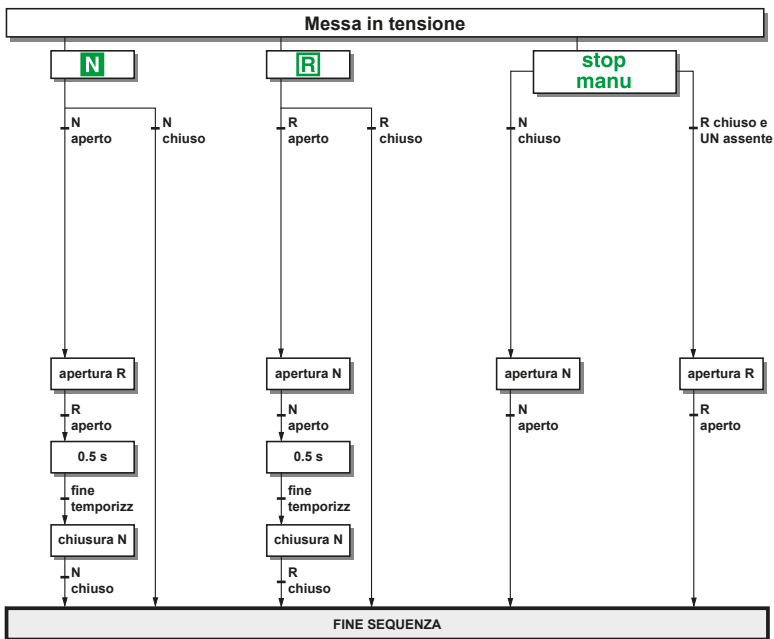 Messa in tensione
N
R
stop
manu
N
aperto
N
chiuso
R
aperto
R
chiuso
N
chiuso
R chiuso e
UN assente
apertura R
apertura N
apertura N
apertura R
R
aperto
N
aperto
N
aperto
R
aperto
0.5 s
0.5 s
fine
temporizz
fine
temporizz
chiusura N
chiusura N
N
chiuso
R
chiuso
FINE SEQUENZA